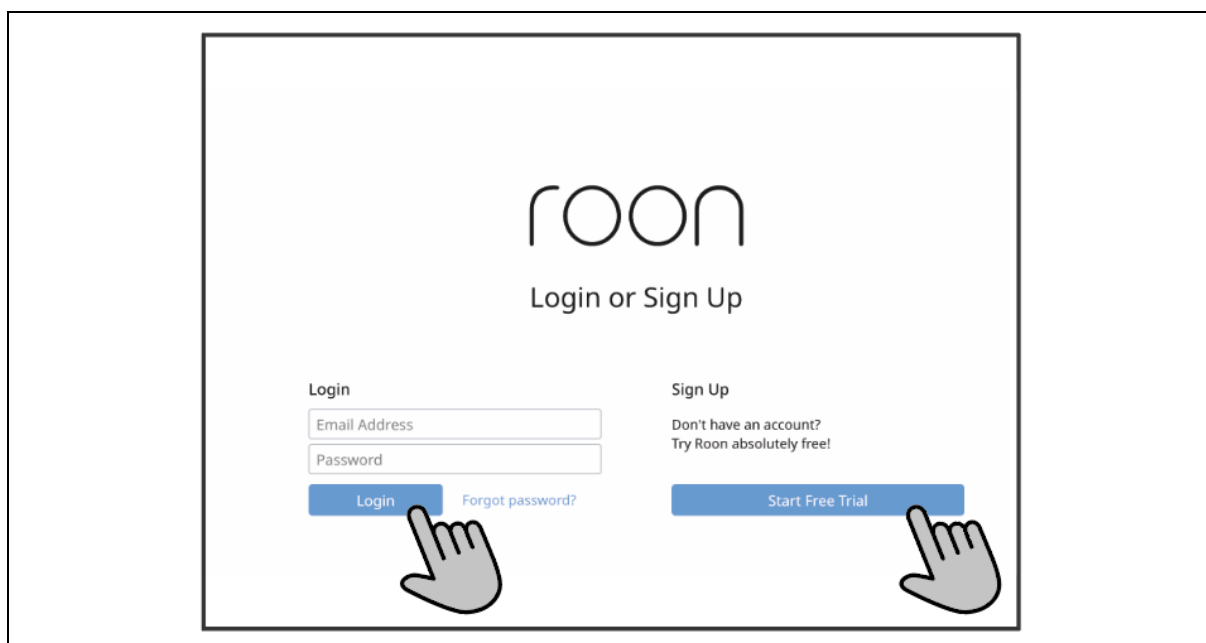 roon
Login or Sign Up
Login
Email Address
Password
Login
Forgot password?
Sign Up
Don't have an account?
Try Roon absolutely free!
Start Free Trial